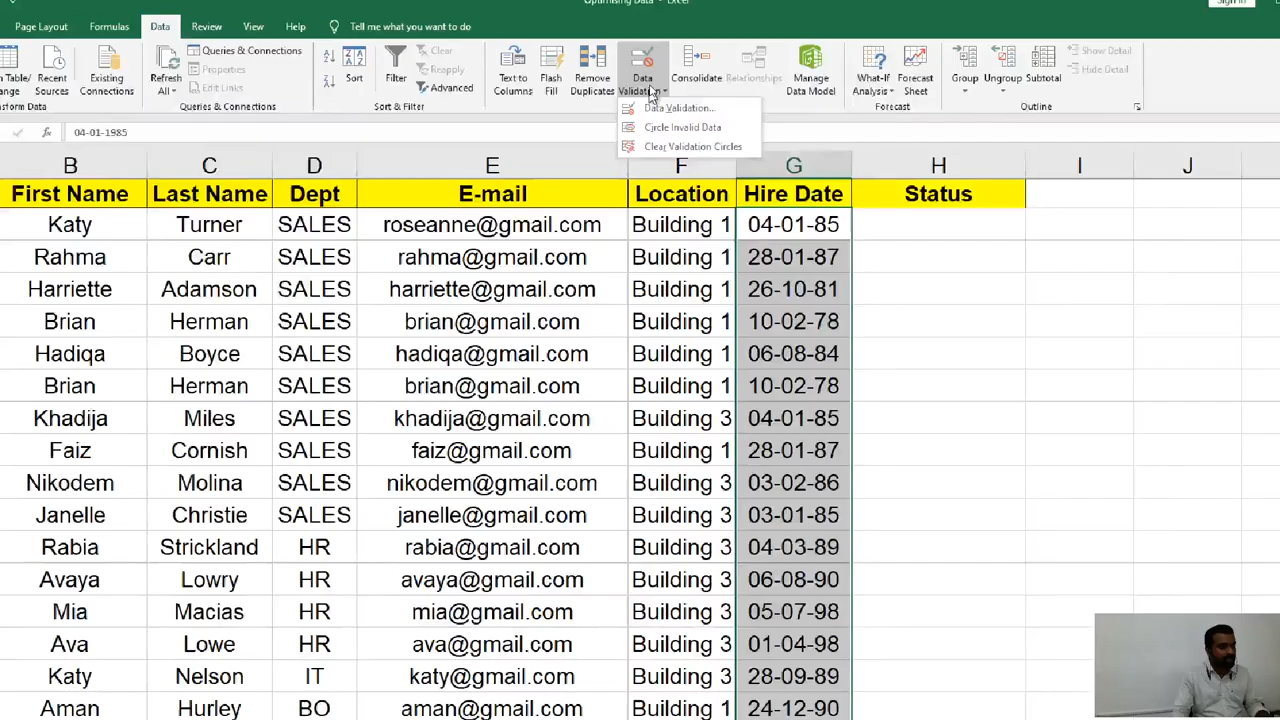 Optimising Data - Excel
Sign in
Page Layout Formulas Data Review View Help Tell me what you want to do
Table/ Recent Sources Existing Connections
Refresh All Queries & Connections Properties Edit Links
Queries & Connections
Sort Filter Clear Reapply Advanced
Sort & Filter
Text to Columns Flash Fill Remove Duplicates Data Validation Consolidate Relationships Manage Data Model
What-If Analysis Forecast Sheet
Forecast
Group Ungroup Subtotal Show Detail Hide Detail
Outline
Data Validation...
Circle Invalid Data
Clear Validation Circles
fx 04-01-1985
B C D E F G H I J
First Name Last Name Dept E-mail Location Hire Date Status
Katy Turner SALES roseanne@gmail.com Building 1 04-01-85
Rahma Carr SALES rahma@gmail.com Building 1 28-01-87
Harriette Adamson SALES harriette@gmail.com Building 1 26-10-81
Brian Herman SALES brian@gmail.com Building 1 10-02-78
Hadiqa Boyce SALES hadiqa@gmail.com Building 1 06-08-84
Brian Herman SALES brian@gmail.com Building 1 10-02-78
Khadija Miles SALES khadija@gmail.com Building 3 04-01-85
Faiz Cornish SALES faiz@gmail.com Building 1 28-01-87
Nikodem Molina SALES nikodem@gmail.com Building 3 03-02-86
Janelle Christie SALES janelle@gmail.com Building 3 03-01-85
Rabia Strickland HR rabia@gmail.com Building 3 04-03-89
Avaya Lowry HR avaya@gmail.com Building 3 06-08-90
Mia Macias HR mia@gmail.com Building 3 05-07-98
Ava Lowe HR ava@gmail.com Building 3 01-04-98
Katy Nelson IT katy@gmail.com Building 3 28-09-89
Aman Hurley BO aman@gmail.com Building 1 24-12-90